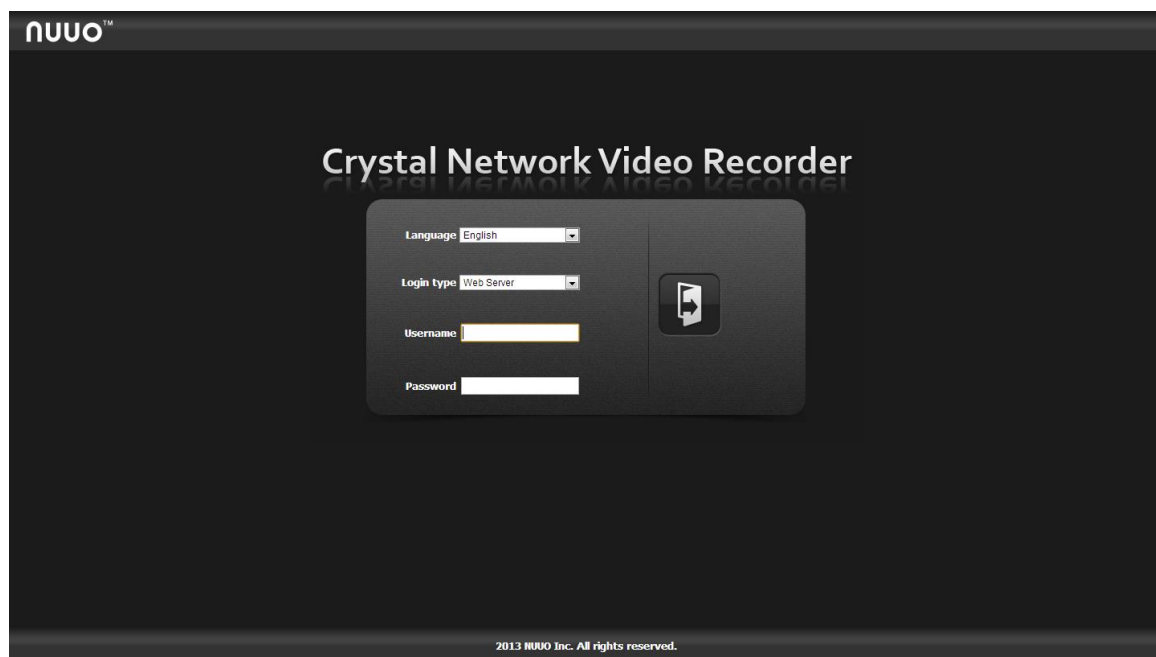 nuuo™
Crystal Network Video Recorder
Language English
Login type Web Server
Username
Password
2013 NUUO Inc. All rights reserved.